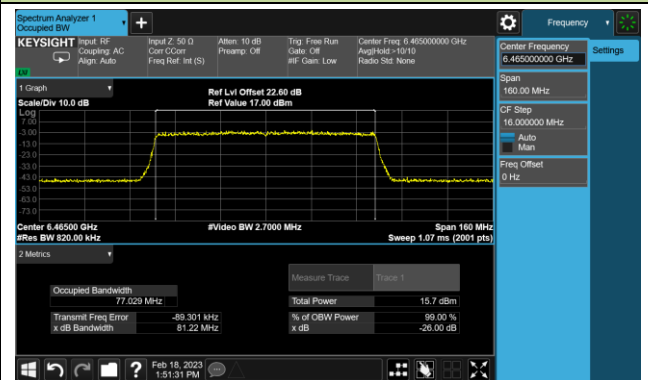 Spectrum Analyzer 1
Occupied BW
Frequency
KEYSIGHT
Input: RF
Coupling: AC
Align: Auto
Input Z: 50 Ω
Corr CCorr
Freq Ref: Int (S)
Atten: 10 dB
Preamp: Off
Trig: Free Run
Gate: Off
#IF Gain: Low
Center Freq: 6.465000000 GHz
Avg|Hold:>10/10
Radio Std: None
Center Frequency
6.465000000 GHz
Settings
Span
160.00 MHz
CF Step
16.000000 MHz
Auto
Man
Freq Offset
0 Hz
1 Graph
Scale/Div 10.0 dB
Ref Lvl Offset 22.60 dB
Ref Value 17.00 dBm
Log
7.00
-3.00
-13.0
-23.0
-33.0
-43.0
-53.0
-63.0
-73.0
Center 6.46500 GHz
#Video BW 2.7000 MHz
Span 160 MHz
#Res BW 820.00 kHz
Sweep 1.07 ms (2001 pts)
2 Metrics
Measure Trace
Trace 1
Occupied Bandwidth
77.029 MHz
Total Power
15.7 dBm
Transmit Freq Error
-89.301 kHz
% of OBW Power
99.00 %
x dB Bandwidth
81.22 MHz
x dB
-26.00 dB
Feb 18, 2023
1:51:31 PM